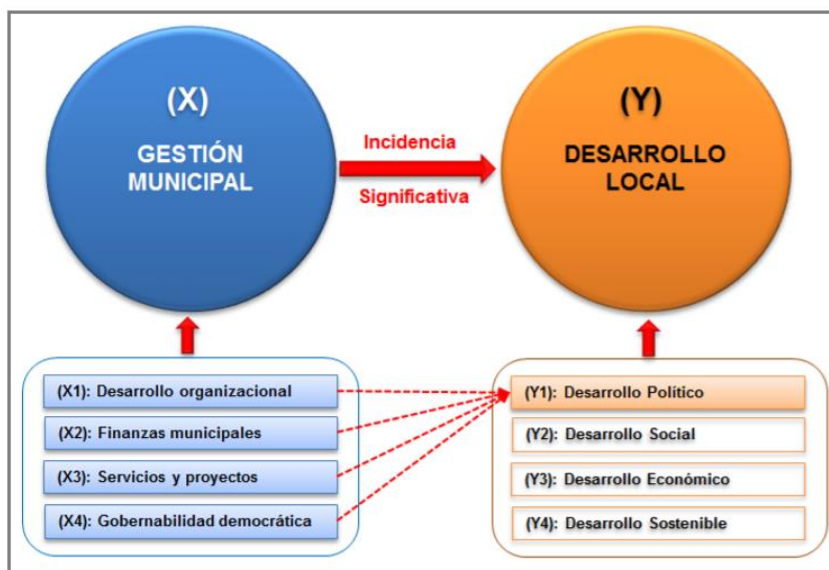 (X)
GESTIÓN
MUNICIPAL
Incidencia
Significativa
(Y)
DESARROLLO
LOCAL
(X1): Desarrollo organizacional
(X2): Finanzas municipales
(X3): Servicios y proyectos
(X4): Gobernabilidad democrática
(Y1): Desarrollo Político
(Y2): Desarrollo Social
(Y3): Desarrollo Económico
(Y4): Desarrollo Sostenible